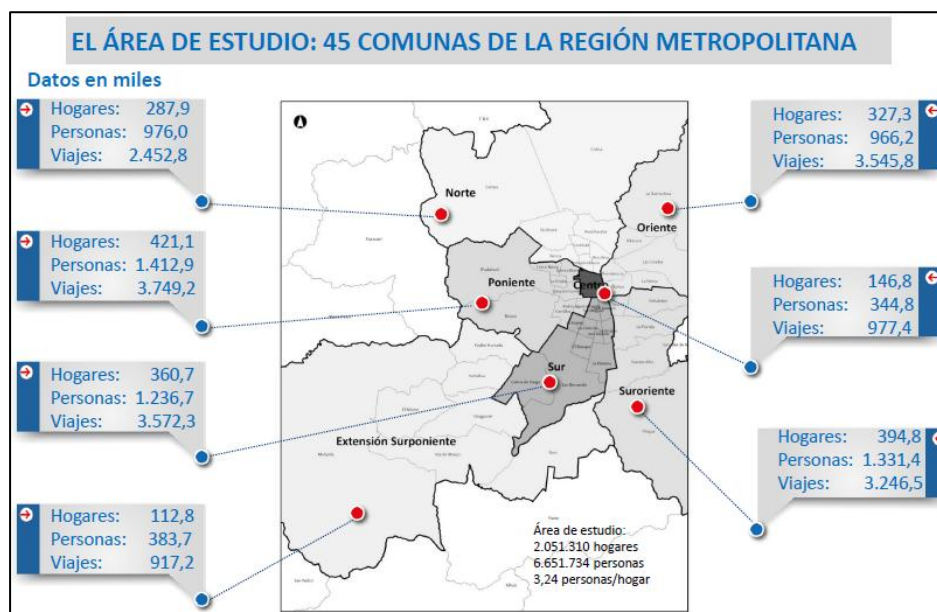 EL ÁREA DE ESTUDIO: 45 COMUNAS DE LA REGIÓN METROPOLITANA
Datos en miles
Hogares: 287,9
Personas: 976,0
Viajes: 2.452,8
Hogares: 421,1
Personas: 1.412,9
Viajes: 3.749,2
Hogares: 360,7
Personas: 1.236,7
Viajes: 3.572,3
Hogares: 112,8
Personas: 383,7
Viajes: 917,2
Norte
Oriente
Poniente
Centro
Sur
Suroriente
Extensión Surponiente
Área de estudio:
2.051.310 hogares
6.651.734 personas
3,24 personas/hogar
Hogares: 327,3
Personas: 966,2
Viajes: 3.545,8
Hogares: 146,8
Personas: 344,8
Viajes: 977,4
Hogares: 394,8
Personas: 1.331,4
Viajes: 3.246,5